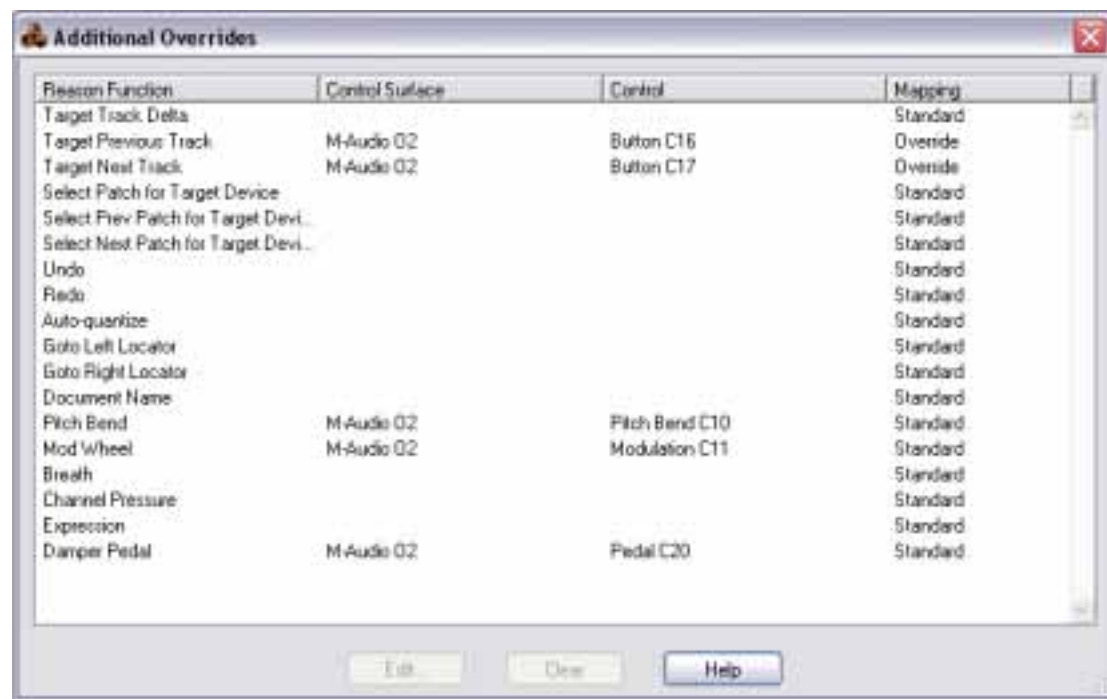 Additional Overrides
Reason Function Control Surface Control Mapping
Target Track Delta Standard
Target Previous Track M-Audio O2 Button C16 Override
Target Next Track M-Audio O2 Button C17 Override
Select Patch for Target Device Standard
Select Prev Patch for Target Devi... Standard
Select Next Patch for Target Devi... Standard
Undo Standard
Redo Standard
Auto-quantize Standard
Goto Left Locator Standard
Goto Right Locator Standard
Document Name Standard
Pitch Bend M-Audio O2 Pitch Bend C10 Standard
Mod Wheel M-Audio O2 Modulation C11 Standard
Breath Standard
Channel Pressure Standard
Expression Standard
Damper Pedal M-Audio O2 Pedal C20 Standard
Edit... Clear Help